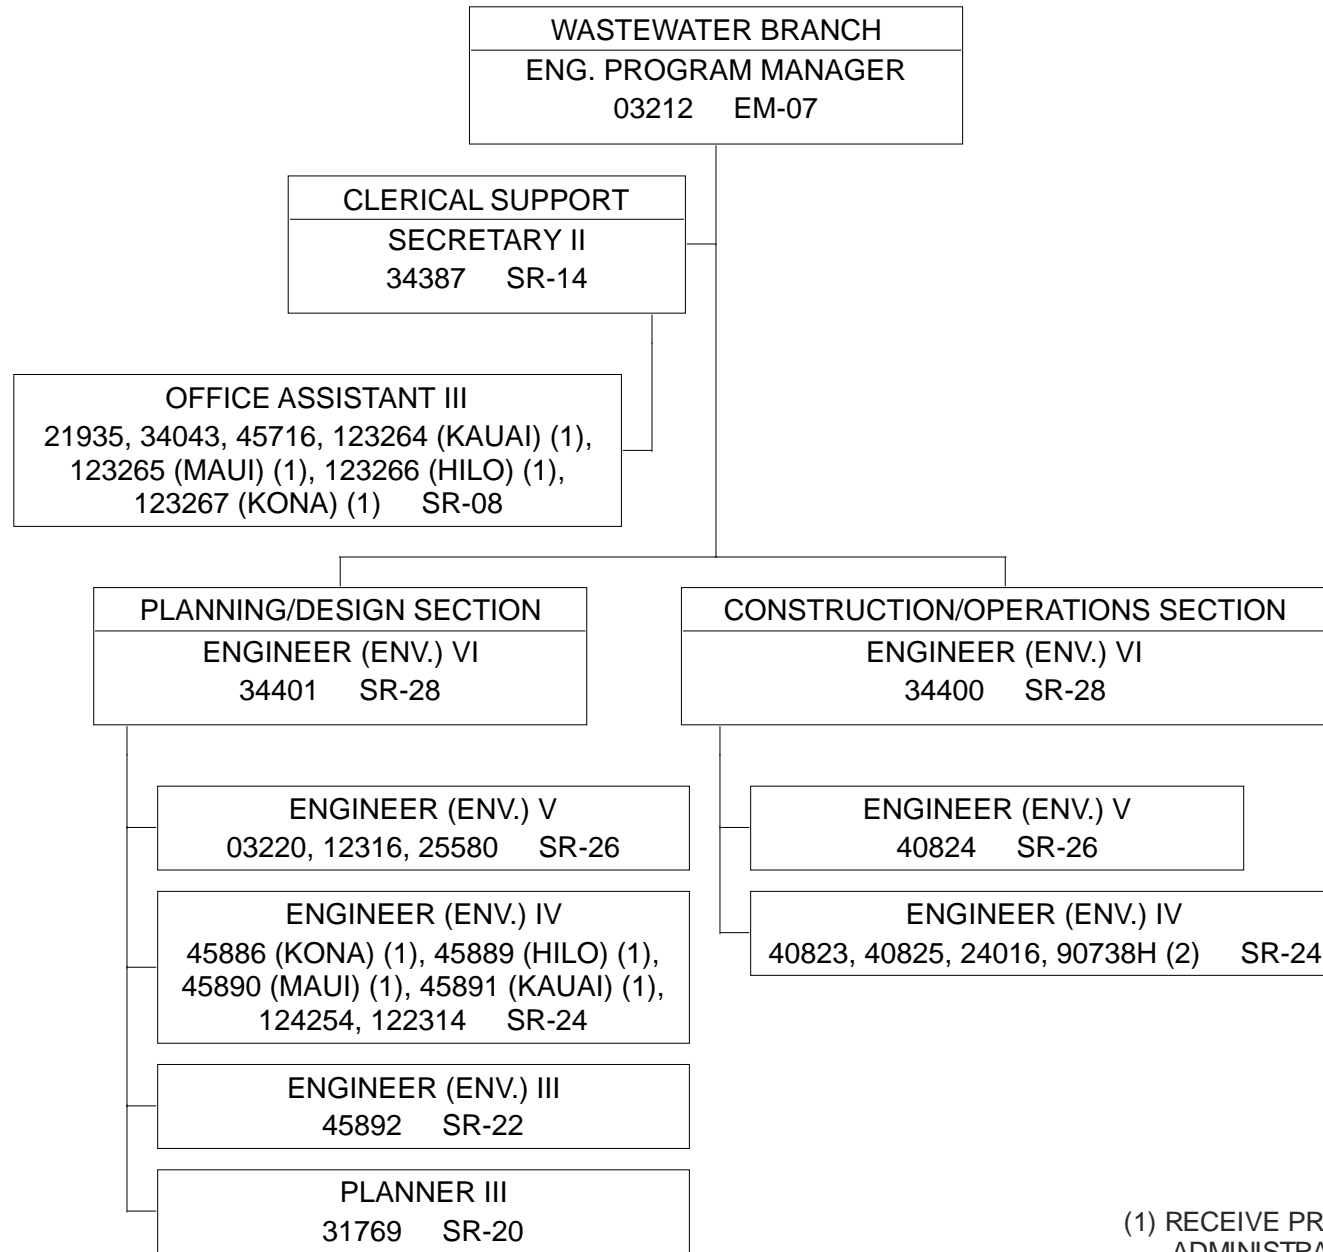 WASTEWATER BRANCH
ENG. PROGRAM MANAGER
03212 EM-07
CLERICAL SUPPORT
SECRETARY II
34387 SR-14
OFFICE ASSISTANT III
21935, 34043, 45716, 123264 (KAUAI) (1),
123265 (MAUI) (1), 123266 (HILO) (1),
123267 (KONA) (1) SR-08
PLANNING/DESIGN SECTION
ENGINEER (ENV.) VI
34401 SR-28
ENGINEER (ENV.) V
03220, 12316, 25580 SR-26
ENGINEER (ENV.) IV
45886 (KONA) (1), 45889 (HILO) (1),
45890 (MAUI) (1), 45891 (KAUAI) (1),
124254, 122314 SR-24
ENGINEER (ENV.) III
45892 SR-22
PLANNER III
31769 SR-20
CONSTRUCTION/OPERATIONS SECTION
ENGINEER (ENV.) VI
34400 SR-28
ENGINEER (ENV.) V
40824 SR-26
ENGINEER (ENV.) IV
40823, 40825, 24016, 90738H (2) SR-24
(1) RECEIVE PR